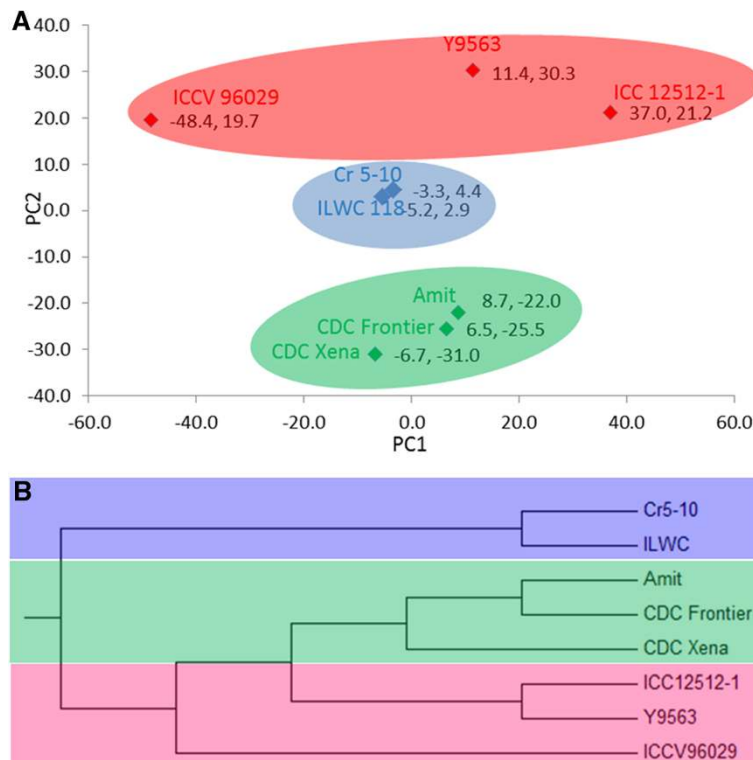 A
40.0
Y9563
30.0
11.4, 30.3
ICCV 96029
ICC 12512-1
20.0
-48.4, 19.7
37.0, 21.2
10.0
Cr 5-10
-3.3, 4.4
PC2
0.0
ILWC 118
-5.2, 2.9
-10.0
-20.0
Amit
8.7, -22.0
CDC Frontier
6.5, -25.5
-30.0
CDC Xena
-6.7, -31.0
-40.0
-60.0 -40.0 -20.0 0.0 20.0 40.0 60.0
PC1
B
Cr5-10
ILWC
Amit
CDC Frontier
CDC Xena
ICC12512-1
Y9563
ICCV96029